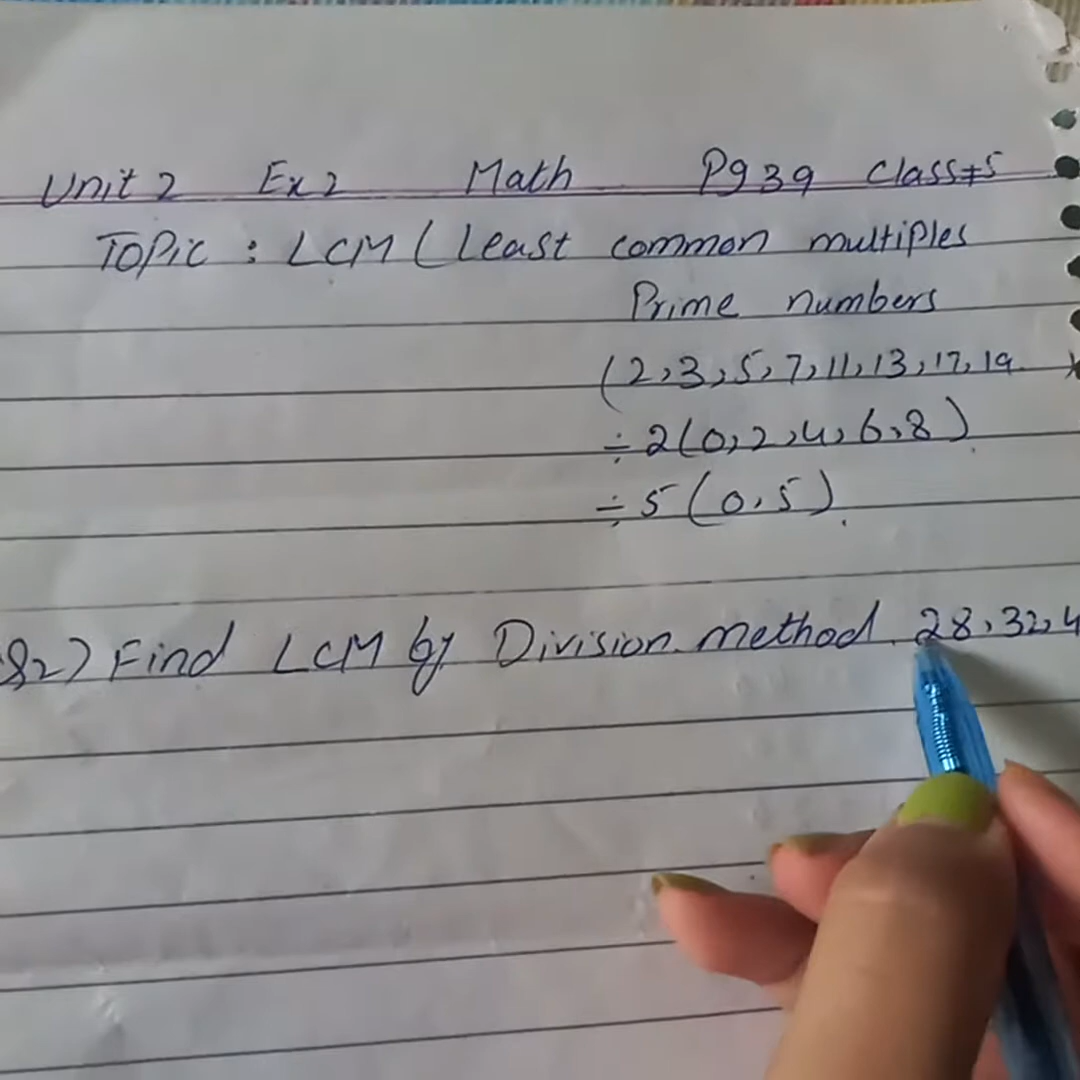 Unit 2 Ex 2 Math Pg 39 Class#5
Topic : LCM ( Least common multiples
Prime numbers
(2,3,5,7,11,13,17,19
÷ 2(0,2,4,6,8)
÷ 5 (0,5)
Find LCM by Division method. 28,32,4